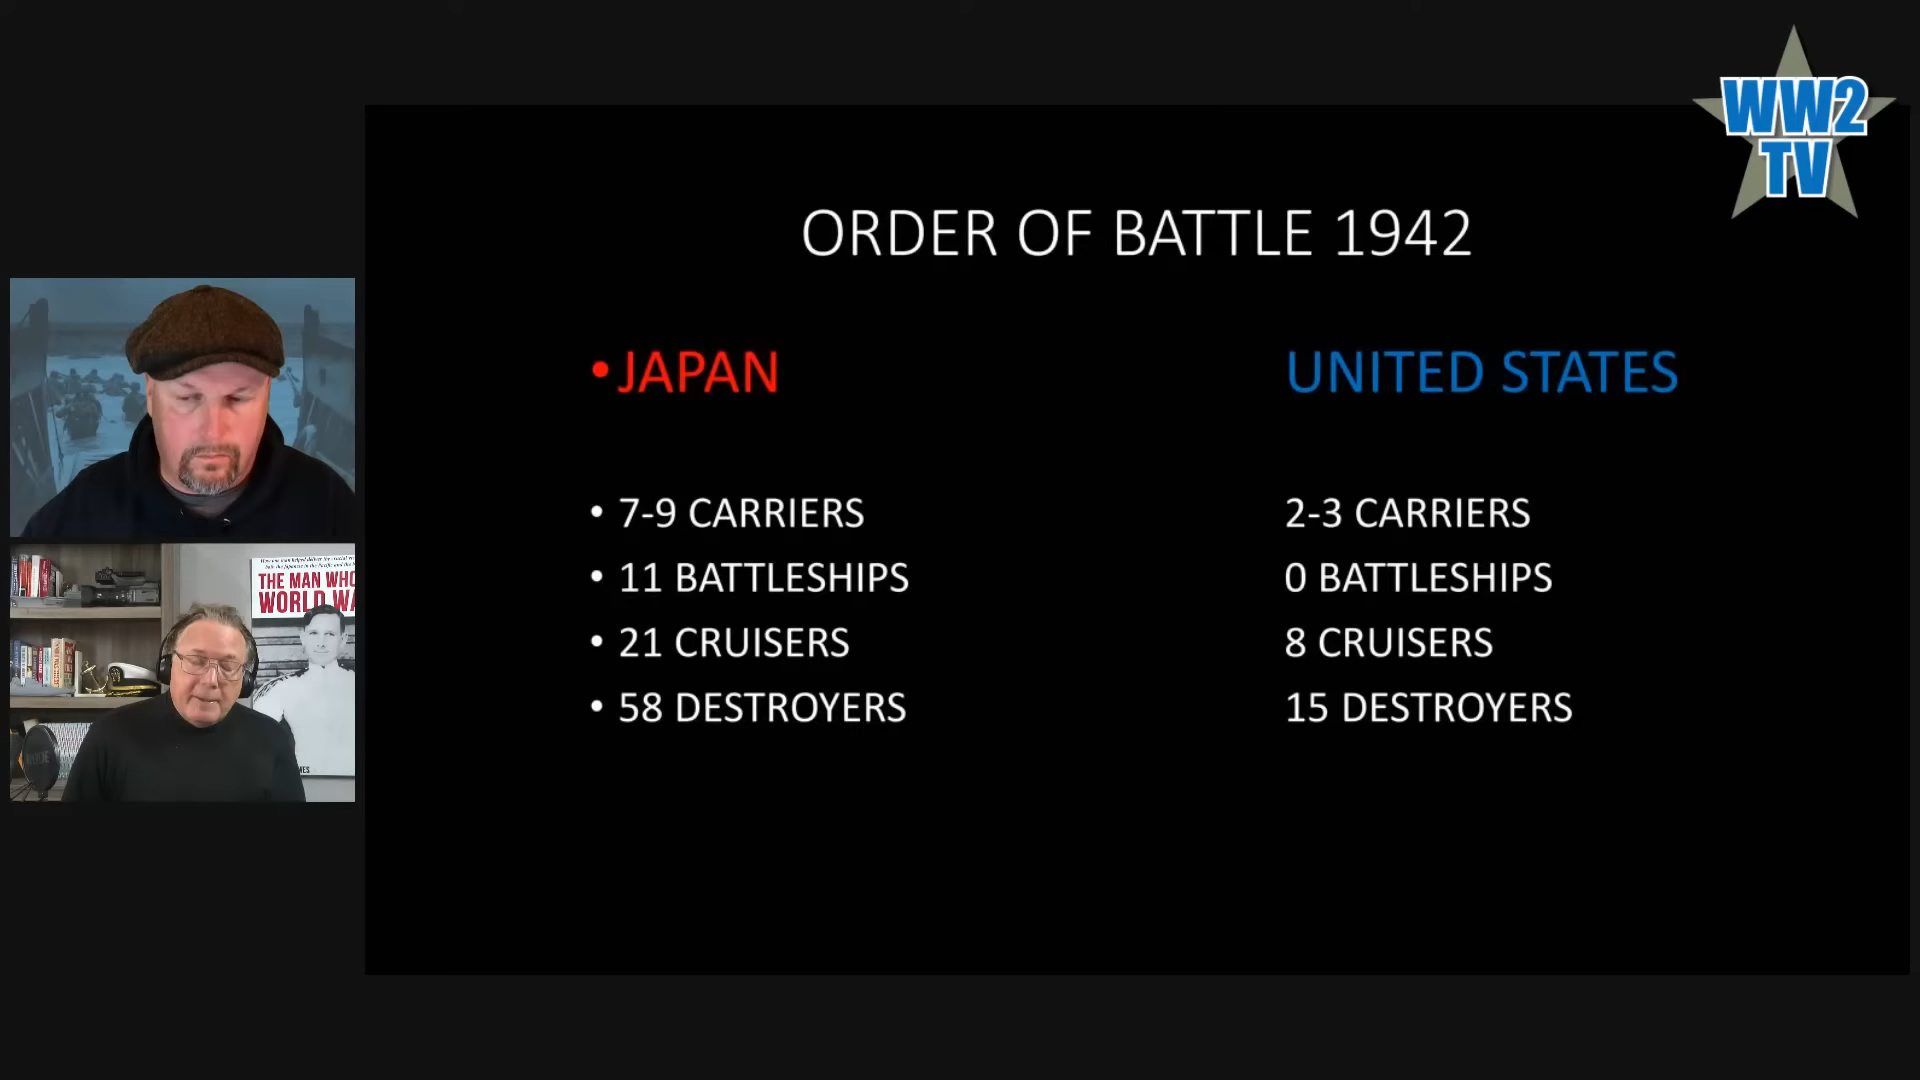 WW2
TV
ORDER OF BATTLE 1942
• JAPAN
UNITED STATES
• 7-9 CARRIERS
2-3 CARRIERS
• 11 BATTLESHIPS
0 BATTLESHIPS
• 21 CRUISERS
8 CRUISERS
• 58 DESTROYERS
15 DESTROYERS
THE MAN WHO
WORLD WA
RODE